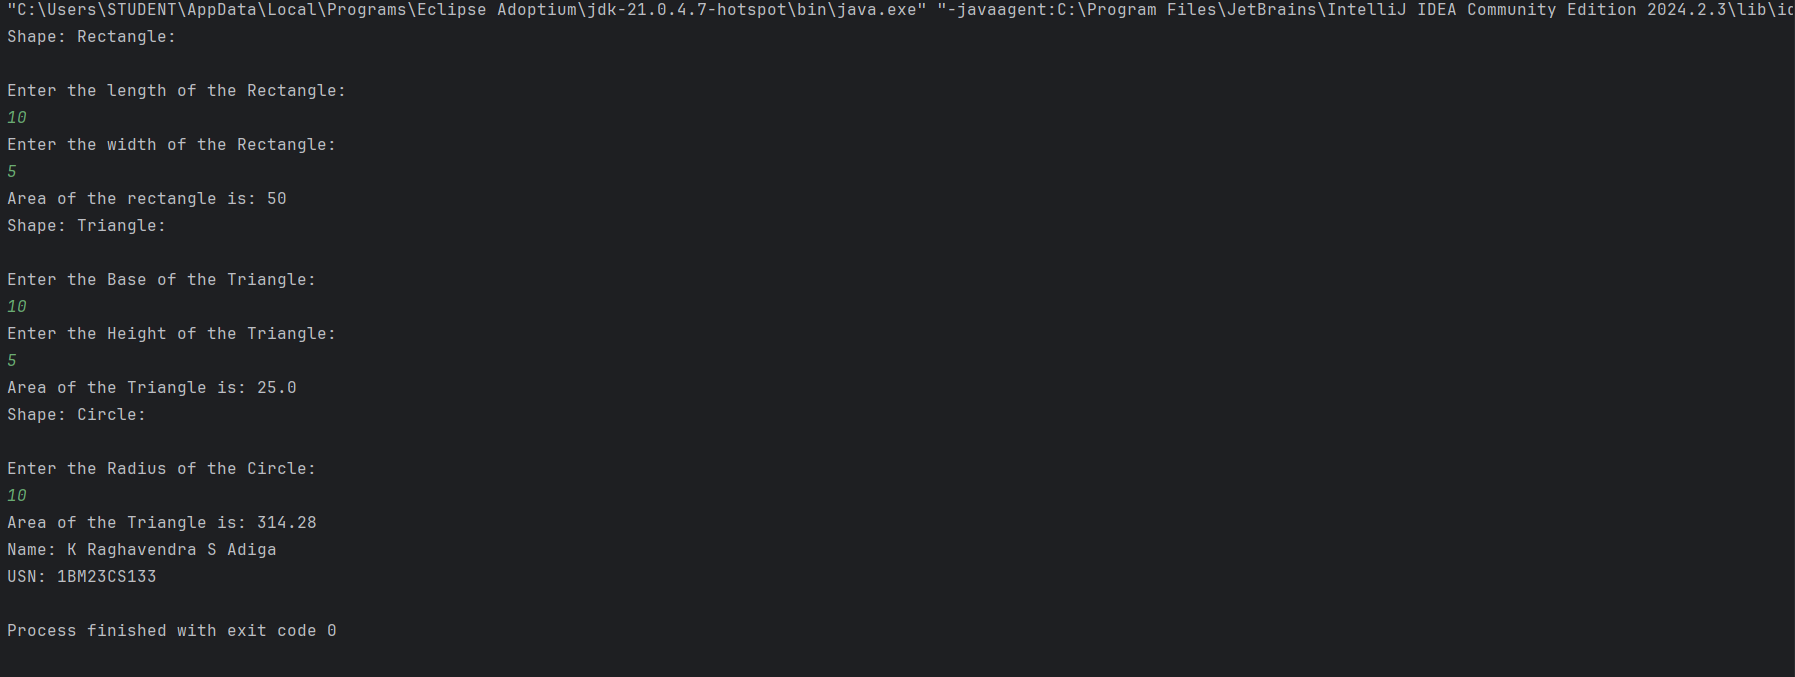 "C:\Users\STUDENT\AppData\Local\Programs\Eclipse Adoptium\jdk-21.0.4.7-hotspot\bin\java.exe" "-javaagent:C:\Program Files\JetBrains\IntelliJ IDEA Community Edition 2024.2.3\lib\id
Shape: Rectangle:
Enter the length of the Rectangle:
10
Enter the width of the Rectangle:
5
Area of the rectangle is: 50
Shape: Triangle:
Enter the Base of the Triangle:
10
Enter the Height of the Triangle:
5
Area of the Triangle is: 25.0
Shape: Circle:
Enter the Radius of the Circle:
10
Area of the Triangle is: 314.28
Name: K Raghavendra S Adiga
USN: 1BM23CS133
Process finished with exit code 0